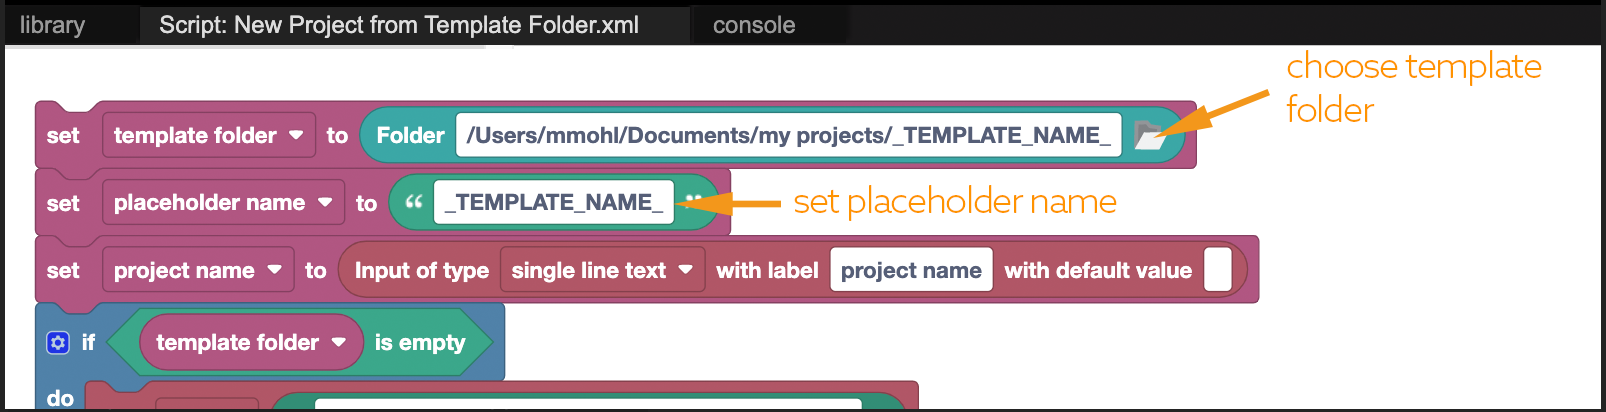 library Script: New Project from Template Folder.xml console
choose template
folder
set template folder to Folder /Users/mmohl/Documents/my projects/_TEMPLATE_NAME_
set placeholder name to “ _TEMPLATE_NAME_ ” set placeholder name
set project name to Input of type single line text with label project name with default value
if template folder is empty
do